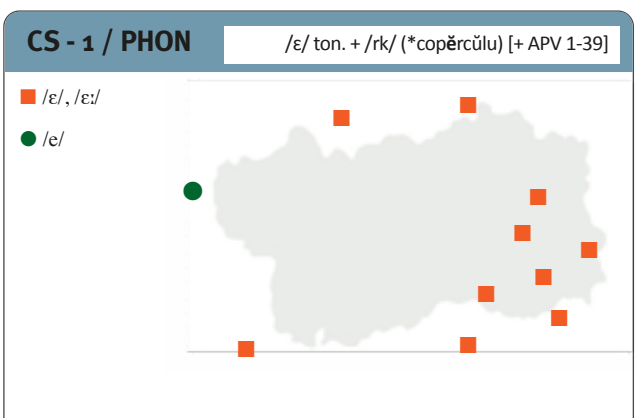 CS - 1 / PHON
/ɛ/ ton. + /rk/ (*copĕrcŭlu) [+ APV 1-39]
/ɛ/, /ɛː/
/e/